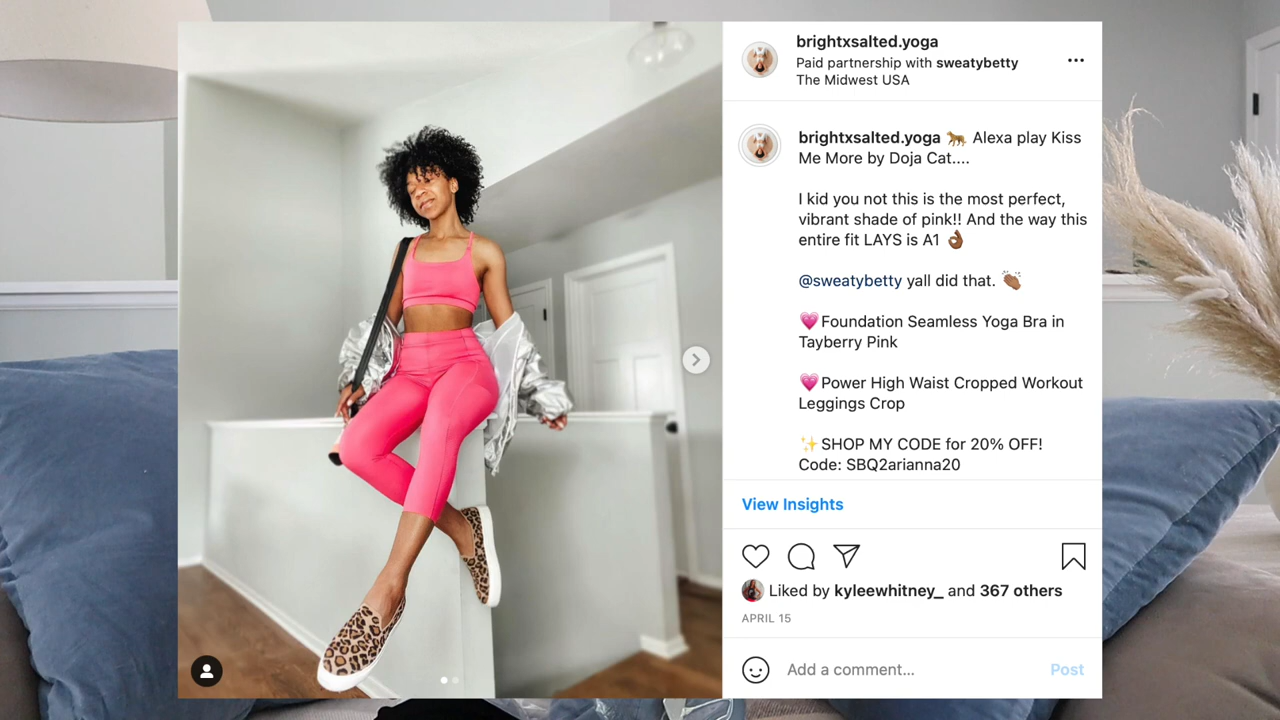 brightxsalted.yoga
Paid partnership with sweatybetty
The Midwest USA
brightxsalted.yoga 🐆 Alexa play Kiss
Me More by Doja Cat....
I kid you not this is the most perfect,
vibrant shade of pink!! And the way this
entire fit LAYS is A1 👌🏾
@sweatybetty yall did that. 👏🏽
💗Foundation Seamless Yoga Bra in
Tayberry Pink
💗Power High Waist Cropped Workout
Leggings Crop
✨ SHOP MY CODE for 20% OFF!
Code: SBQ2arianna20
View Insights
Liked by kyleewhitney_ and 367 others
APRIL 15
Add a comment... Post